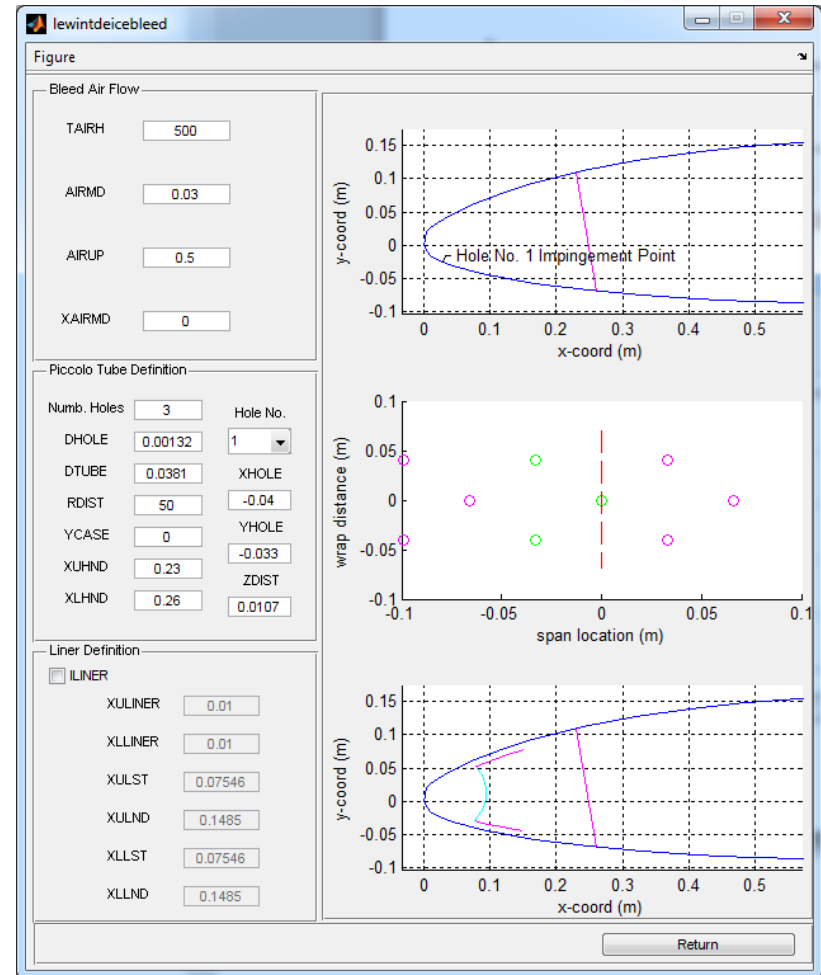 lewintdeicebleed
Figure
Bleed Air Flow
TAIRH 500
AIRMD 0.03
AIRUP 0.5
XAIRMD 0
Piccolo Tube Definition
Numb. Holes 3 Hole No.
DHOLE 0.00132 1
DTUBE 0.0381 XHOLE
RDIST 50 -0.04
YCASE 0 YHOLE
-0.033
XUHND 0.23 ZDIST
XLHND 0.26 0.0107
Liner Definition
ILINER
XULINER 0.01
XLLINER 0.01
XULST 0.07546
XULND 0.1485
XLLST 0.07546
XLLND 0.1485
0.15
0.1
0.05
0
-0.05
-0.1
y-coord (m)
Hole No. 1 Impingement Point
0 0.1 0.2 0.3 0.4 0.5
x-coord (m)
0.1
0.05
0
-0.05
-0.1
wrap distance (m)
-0.1 -0.05 0 0.05 0.1
span location (m)
0.15
0.1
0.05
0
-0.05
-0.1
y-coord (m)
0 0.1 0.2 0.3 0.4 0.5
x-coord (m)
Return